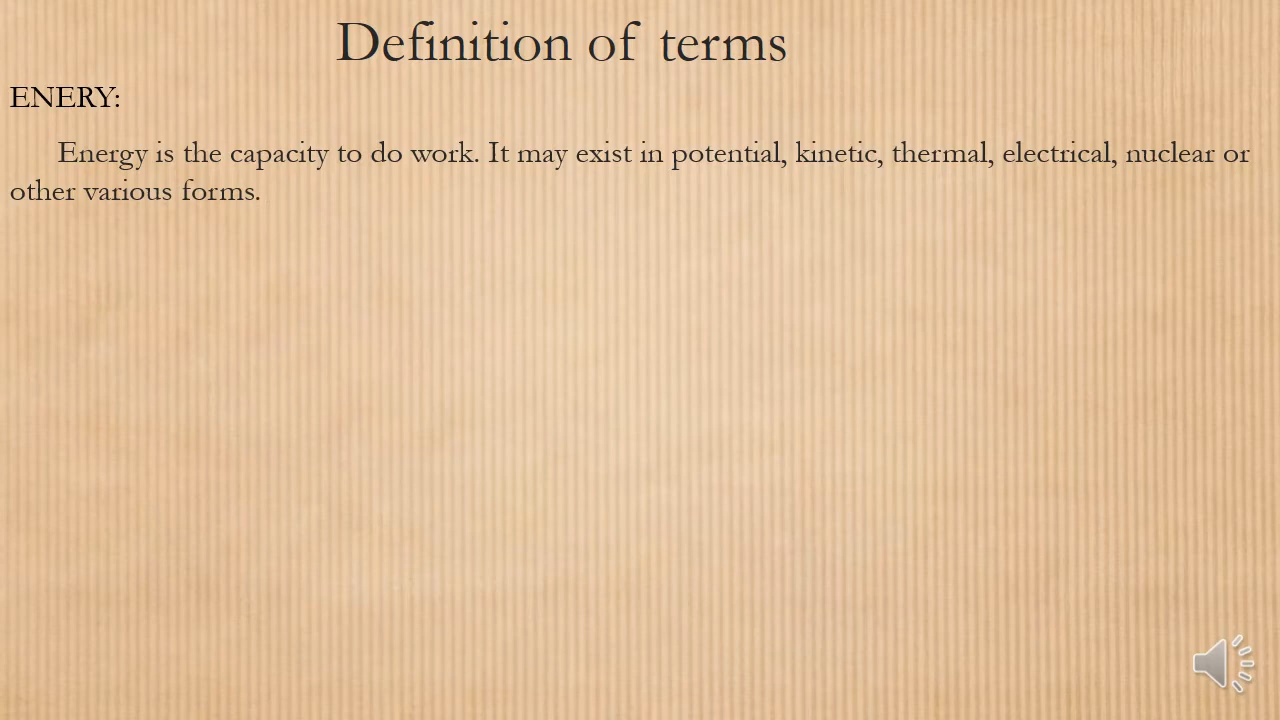 Definition of terms
ENERY:
Energy is the capacity to do work. It may exist in potential, kinetic, thermal, electrical, nuclear or
other various forms.